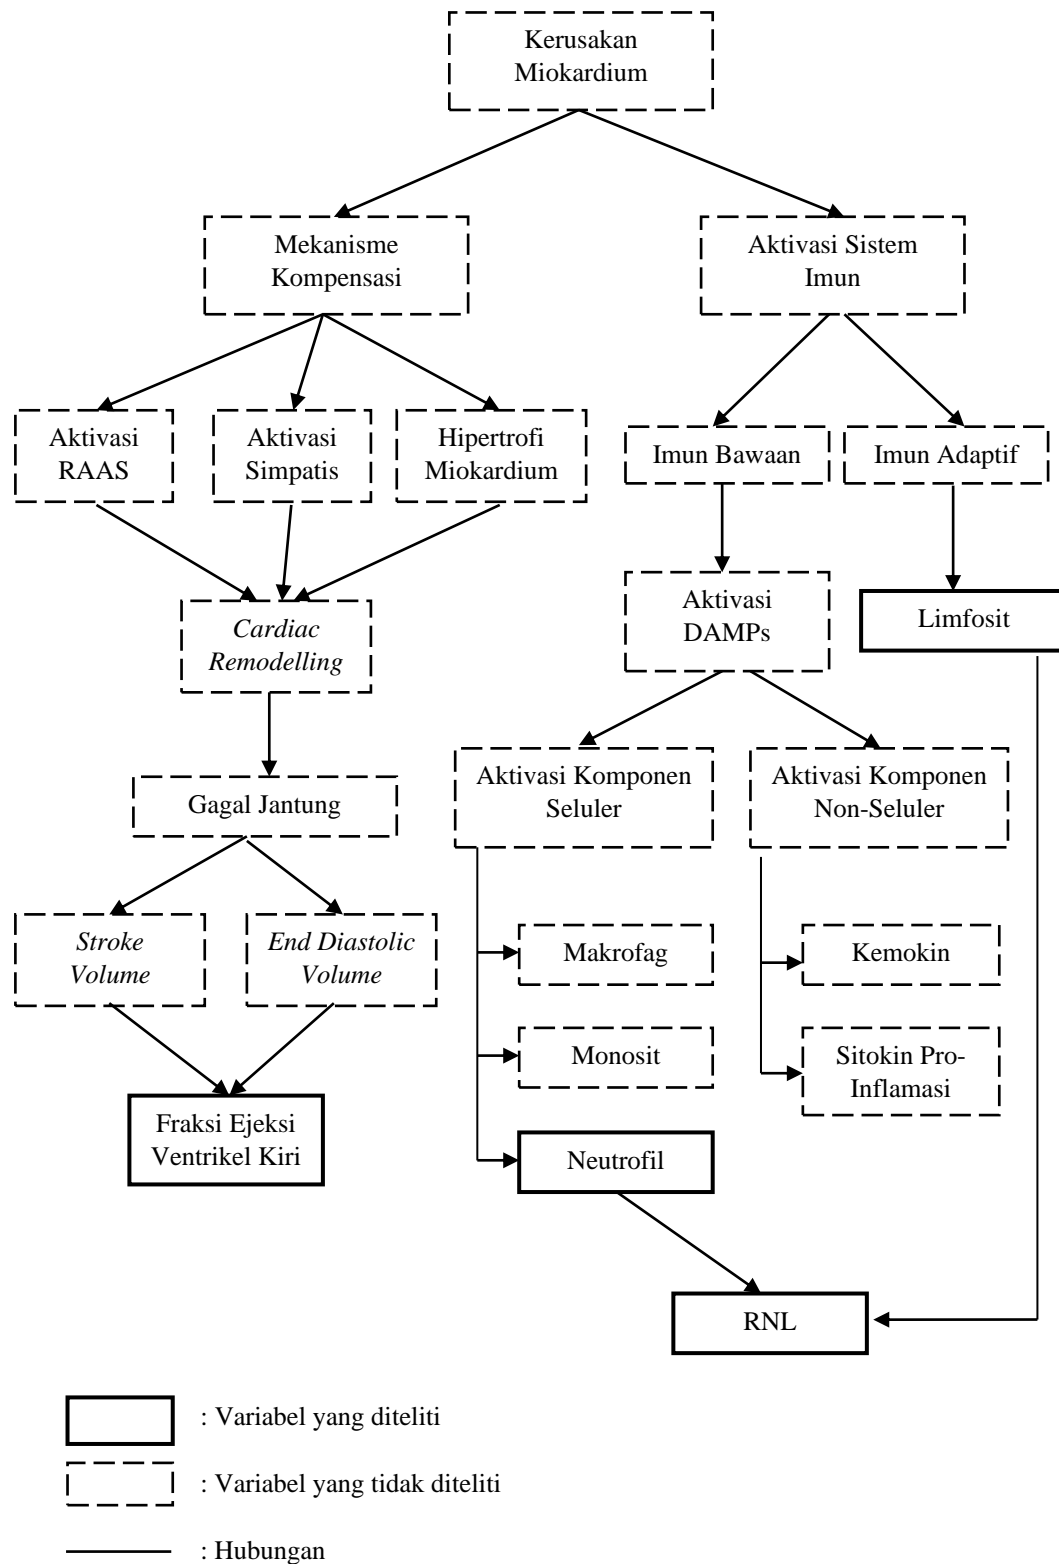 Kerusakan
Miokardium
Mekanisme
Kompensasi
Aktivasi Sistem
Imun
Aktivasi
RAAS
Aktivasi
Simpatis
Hipertrofi
Miokardium
Imun Bawaan
Imun Adaptif
Cardiac
Remodelling
Aktivasi
DAMPs
Limfosit
Gagal Jantung
Aktivasi Komponen
Seluler
Aktivasi Komponen
Non-Seluler
Stroke
Volume
End Diastolic
Volume
Makrofag
Kemokin
Monosit
Sitokin Pro-
Inflamasi
Fraksi Ejeksi
Ventrikel Kiri
Neutrofil
RNL
: Variabel yang diteliti
: Variabel yang tidak diteliti
: Hubungan